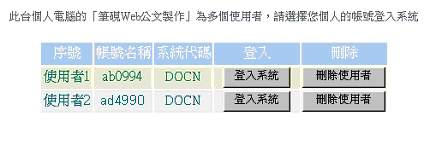 此台個人電腦的「筆硯Web公文製作」為多個使用者，請選擇您個人的帳號登入系統
序號 帳號名稱 系統代碼 登入 刪除
使用者1 ab0994 DOCN 登入系統 刪除使用者
使用者2 ad4990 DOCN 登入系統 刪除使用者